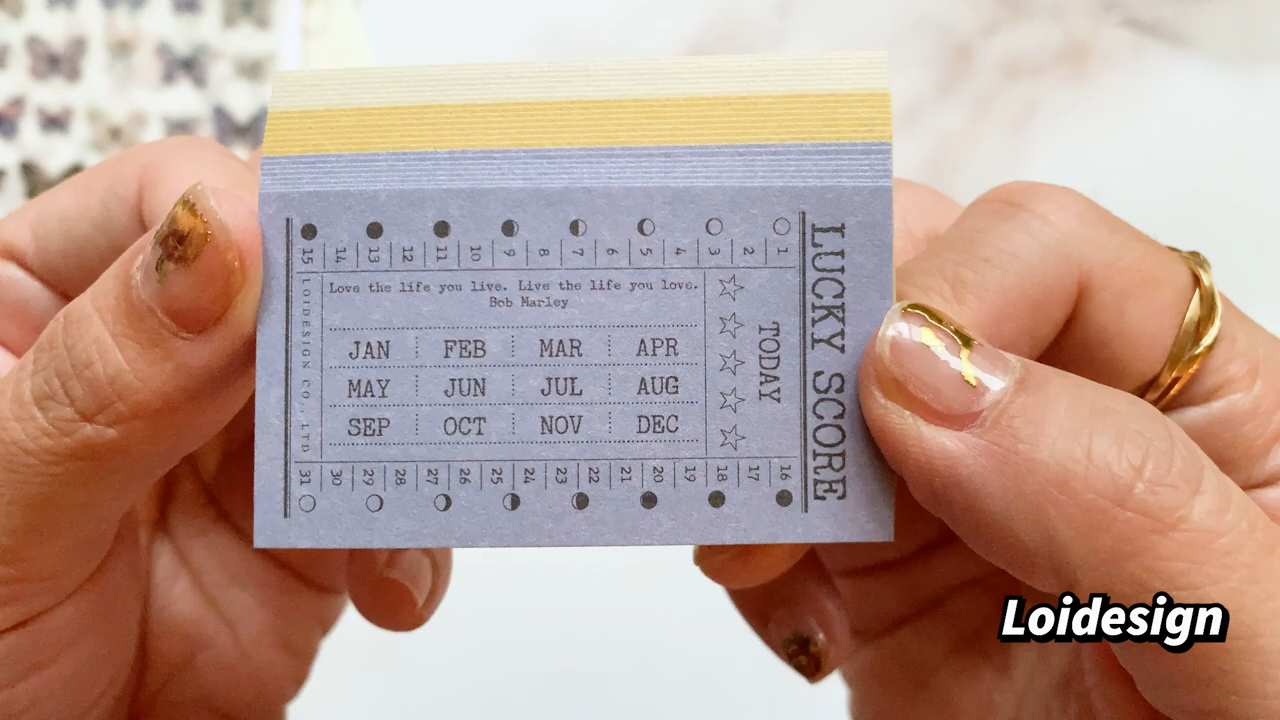 15 14 13 12 11 10 9 8 7 6 5 4 3 2 1
LOIDESIGN CO., LTD
Love the life you live. Live the life you love.
Bob Marley
JAN FEB MAR APR
MAY JUN JUL AUG
SEP OCT NOV DEC
TODAY
LUCKY SCORE
31 30 29 28 27 26 25 24 23 22 21 20 19 18 17 16
Loidesign